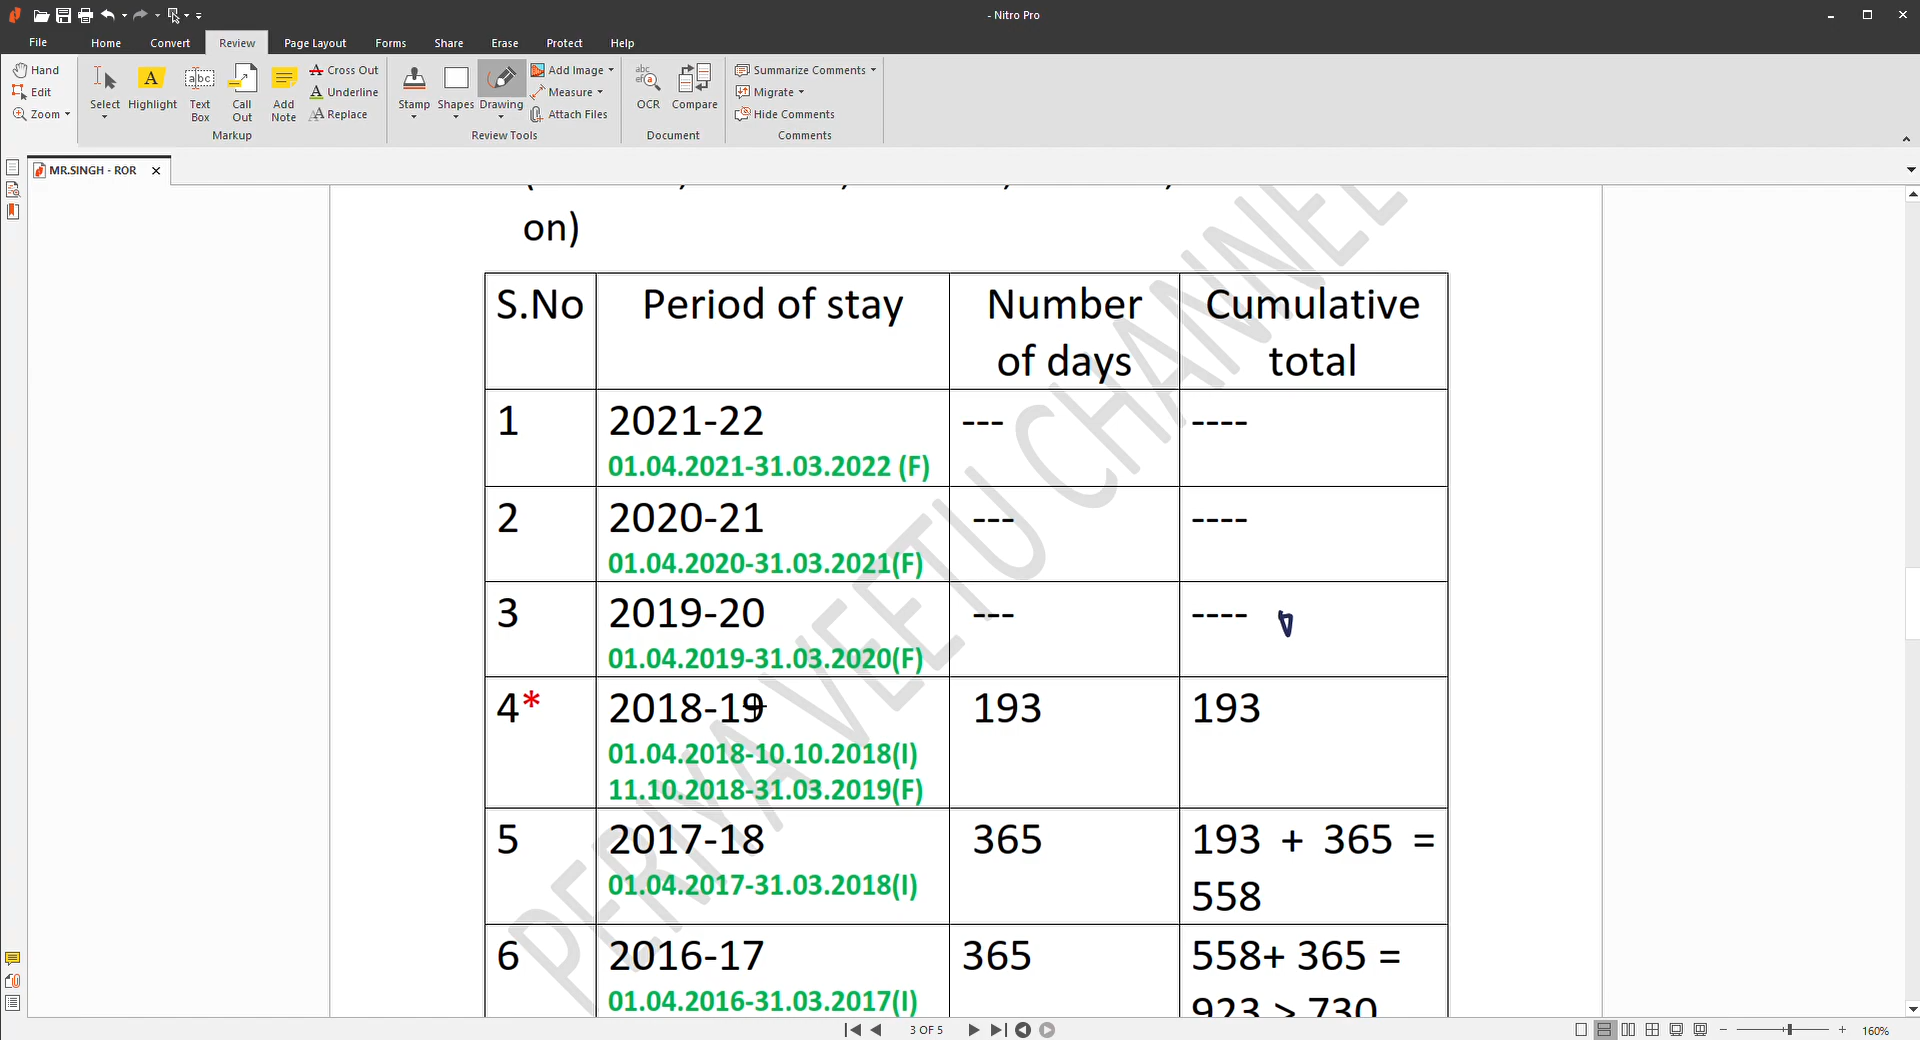 - Nitro Pro
File
Home
Convert
Review
Page Layout
Forms
Share
Erase
Protect
Help
Hand
Edit
Zoom
Select
Highlight
Text Box
Call Out
Add Note
Cross Out
Underline
Replace
Markup
Stamp
Shapes
Drawing
Add Image
Measure
Attach Files
Review Tools
OCR
Compare
Document
Summarize Comments
Migrate
Hide Comments
Comments
MR.SINGH - ROR
on)
S.No Period of stay Number of days Cumulative total
1 2021-22 --- ----
01.04.2021-31.03.2022 (F)
2 2020-21 --- ----
01.04.2020-31.03.2021(F)
3 2019-20 --- ----
01.04.2019-31.03.2020(F)
4* 2018-19 193 193
01.04.2018-10.10.2018(I)
11.10.2018-31.03.2019(F)
5 2017-18 365 193 + 365 =
01.04.2017-31.03.2018(I) 558
6 2016-17 365 558+ 365 =
01.04.2016-31.03.2017(I) 923 > 730
PERIYA VEETU CHANNEL
3 OF 5
160%